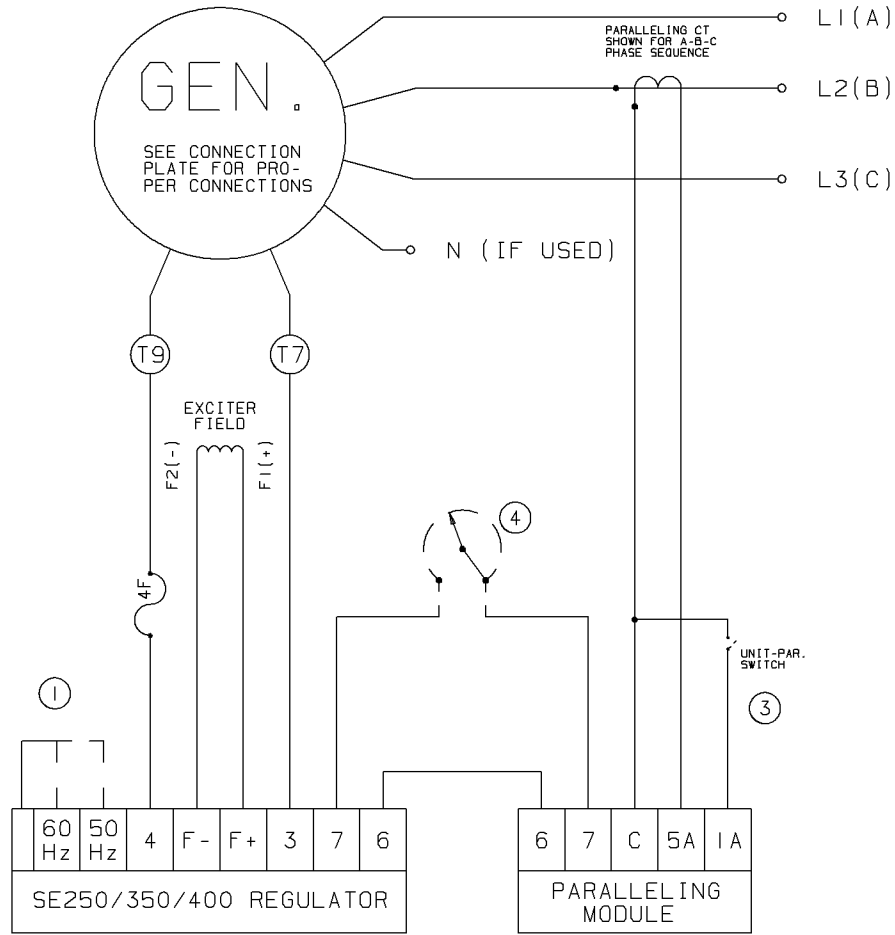 L1(A)
PARALLELING CT
SHOWN FOR A-B-C
PHASE SEQUENCE
GEN.
L2(B)
SEE CONNECTION
PLATE FOR PRO-
PER CONNECTIONS
L3(C)
N (IF USED)
T9
T7
EXCITER
FIELD
F2(-)
F1(+)
4
4F
UNIT-PAR.
SWITCH
1
3
60
Hz
50
Hz
4
F-
F+
3
7
6
6
7
C
5A
1A
SE250/350/400 REGULATOR
PARALLELING
MODULE